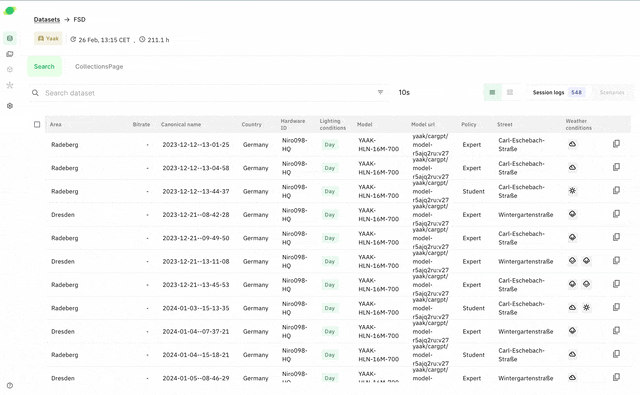 Datasets → FSD
Yaak 26 Feb, 13:15 CET , 211.1 h
Search CollectionsPage
Search dataset 10s Session logs 548 Scenarios
Area Bitrate Canonical name Country Hardware ID Lighting conditions Model Model url Policy Street Weather conditions
Radeberg - 2023-12-12--13-01-25 Germany Niro098-HQ Day YAAK-HLN-16M-700 yaak/cargpt/model-r5ajq2ru:v27 Expert Carl-Eschebach-Straße
Radeberg - 2023-12-12--13-04-58 Germany Niro098-HQ Day YAAK-HLN-16M-700 yaak/cargpt/model-r5ajq2ru:v27 Expert Carl-Eschebach-Straße
Radeberg - 2023-12-12--13-44-37 Germany Niro098-HQ Day YAAK-HLN-16M-700 yaak/cargpt/model-r5ajq2ru:v27 Student Carl-Eschebach-Straße
Dresden - 2023-12-21--08-42-28 Germany Niro098-HQ Day YAAK-HLN-16M-700 yaak/cargpt/model-r5ajq2ru:v27 Expert Wintergartenstraße
Radeberg - 2023-12-21--09-49-50 Germany Niro098-HQ Day YAAK-HLN-16M-700 yaak/cargpt/model-r5ajq2ru:v27 Expert Carl-Eschebach-Straße
Dresden - 2023-12-21--13-11-08 Germany Niro098-HQ Day YAAK-HLN-16M-700 yaak/cargpt/model-r5ajq2ru:v27 Expert Wintergartenstraße
Radeberg - 2023-12-21--13-45-53 Germany Niro098-HQ Day YAAK-HLN-16M-700 yaak/cargpt/model-r5ajq2ru:v27 Expert Carl-Eschebach-Straße
Radeberg - 2024-01-03--15-13-35 Germany Niro098-HQ Day YAAK-HLN-16M-700 yaak/cargpt/model-r5ajq2ru:v27 Student Carl-Eschebach-Straße
Dresden - 2024-01-04--07-37-21 Germany Niro098-HQ Day YAAK-HLN-16M-700 yaak/cargpt/model-r5ajq2ru:v27 Expert Wintergartenstraße
Radeberg - 2024-01-04--15-18-21 Germany Niro098-HQ Day YAAK-HLN-16M-700 yaak/cargpt/model-r5ajq2ru:v27 Student Carl-Eschebach-Straße
Dresden - 2024-01-05--08-46-29 Germany Niro098-HQ Day YAAK-HLN-16M-700 yaak/cargpt/model- Expert Wintergartenstraße